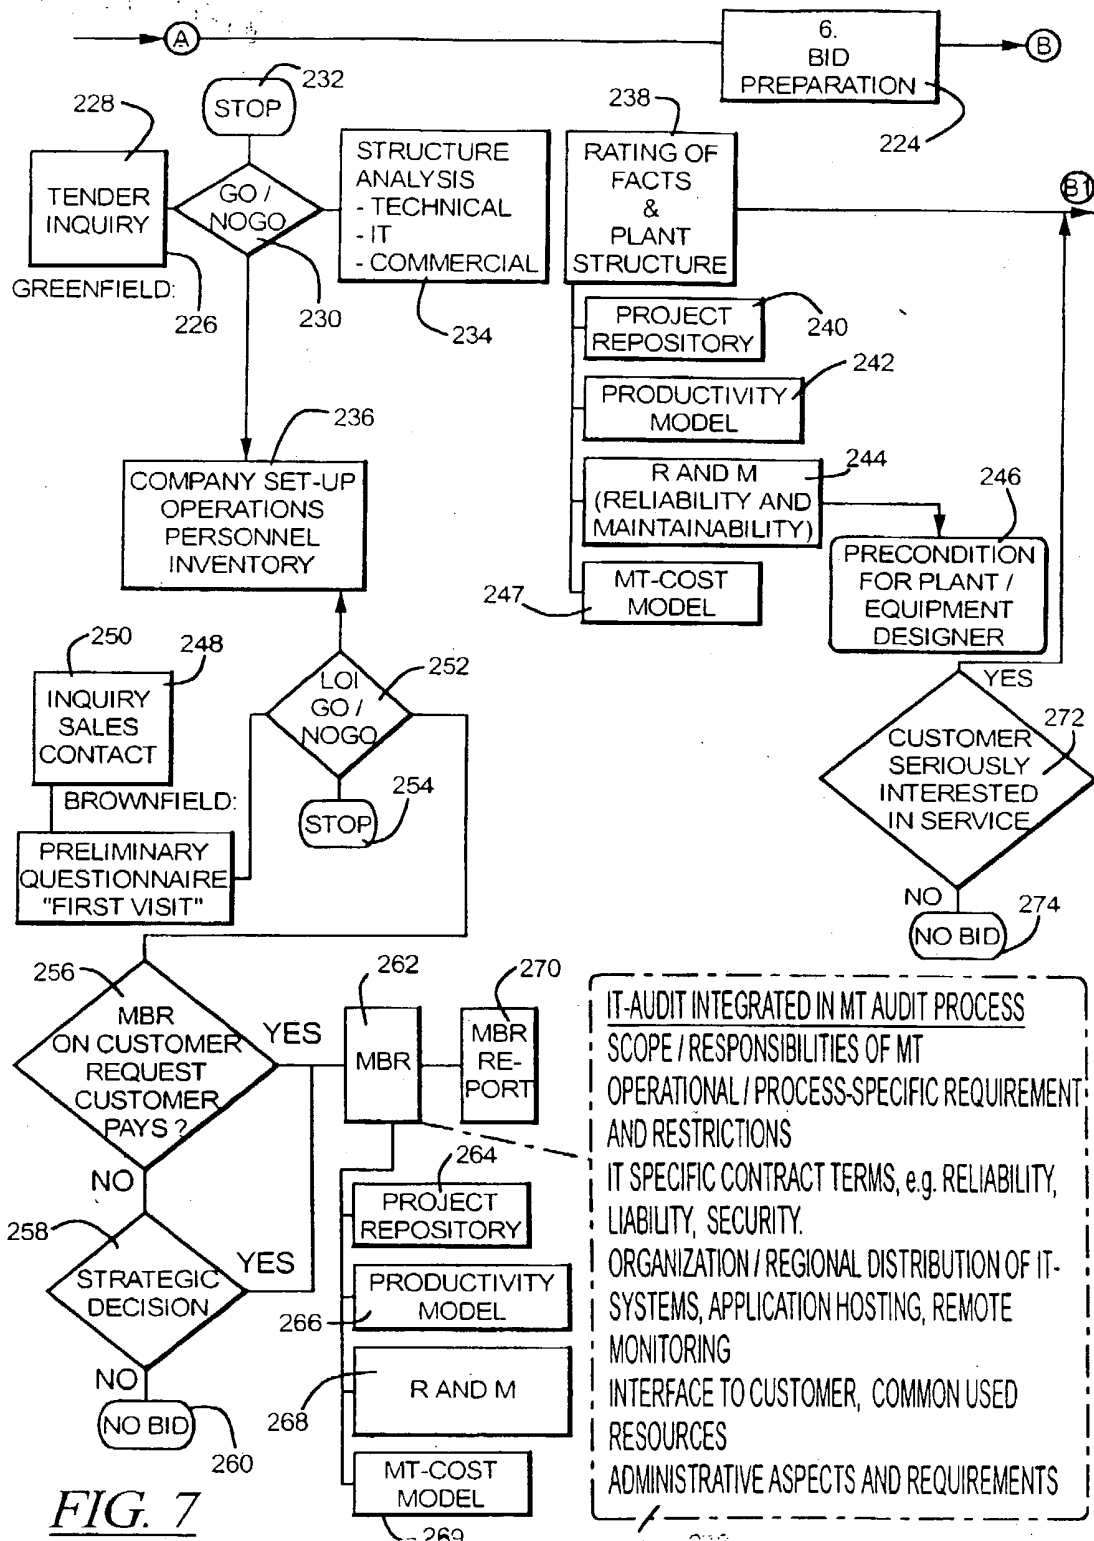 A
6.
BID
PREPARATION
B
224
232
STOP
228
TENDER
INQUIRY
GO /
NOGO
STRUCTURE
ANALYSIS
- TECHNICAL
- IT
- COMMERCIAL
238
RATING OF
FACTS
&
PLANT
STRUCTURE
B1
GREENFIELD:
226
230
234
PROJECT
REPOSITORY
240
PRODUCTIVITY
MODEL
242
R AND M
(RELIABILITY AND
MAINTAINABILITY)
244
246
PRECONDITION
FOR PLANT /
EQUIPMENT
DESIGNER
247
MT-COST
MODEL
236
COMPANY SET-UP
OPERATIONS
PERSONNEL
INVENTORY
250
248
INQUIRY
SALES
CONTACT
LOI
GO /
NOGO
252
BROWNFIELD:
STOP
254
PRELIMINARY
QUESTIONNAIRE
"FIRST VISIT"
YES
272
CUSTOMER
SERIOUSLY
INTERESTED
IN SERVICE
NO
274
NO BID
256
MBR
ON CUSTOMER
REQUEST
CUSTOMER
PAYS ?
YES
262
MBR
270
MBR
RE-
PORT
NO
258
STRATEGIC
DECISION
YES
NO
NO BID
260
264
PROJECT
REPOSITORY
PRODUCTIVITY
MODEL
266
R AND M
268
MT-COST
MODEL
269
IT-AUDIT INTEGRATED IN MT AUDIT PROCESS
SCOPE / RESPONSIBILITIES OF MT
OPERATIONAL / PROCESS-SPECIFIC REQUIREMENT
AND RESTRICTIONS
IT SPECIFIC CONTRACT TERMS, e.g. RELIABILITY,
LIABILITY, SECURITY.
ORGANIZATION / REGIONAL DISTRIBUTION OF IT-
SYSTEMS, APPLICATION HOSTING, REMOTE
MONITORING
INTERFACE TO CUSTOMER, COMMON USED
RESOURCES
ADMINISTRATIVE ASPECTS AND REQUIREMENTS
FIG. 7